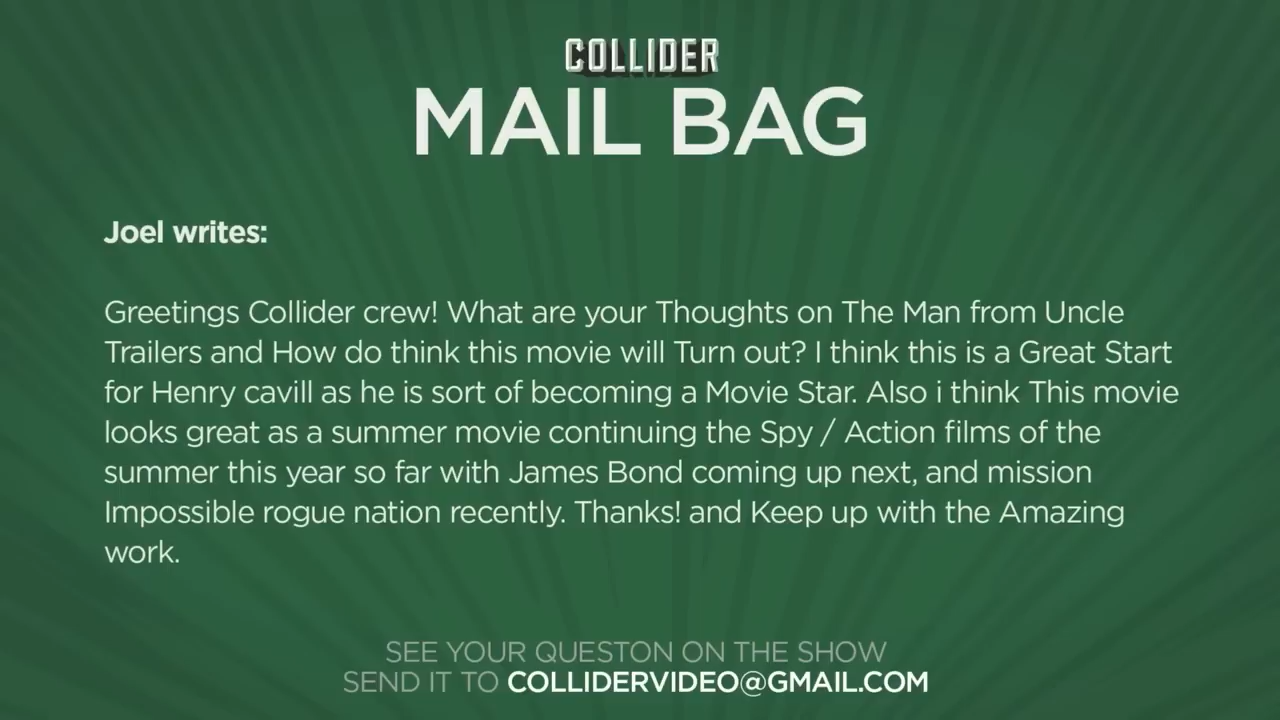 COLLIDER
MAIL BAG
Joel writes:
Greetings Collider crew! What are your Thoughts on The Man from Uncle
Trailers and How do think this movie will Turn out? I think this is a Great Start
for Henry cavill as he is sort of becoming a Movie Star. Also i think This movie
looks great as a summer movie continuing the Spy / Action films of the
summer this year so far with James Bond coming up next, and mission
Impossible rogue nation recently. Thanks! and Keep up with the Amazing
work.
SEE YOUR QUESTON ON THE SHOW
SEND IT TO COLLIDERVIDEO@GMAIL.COM